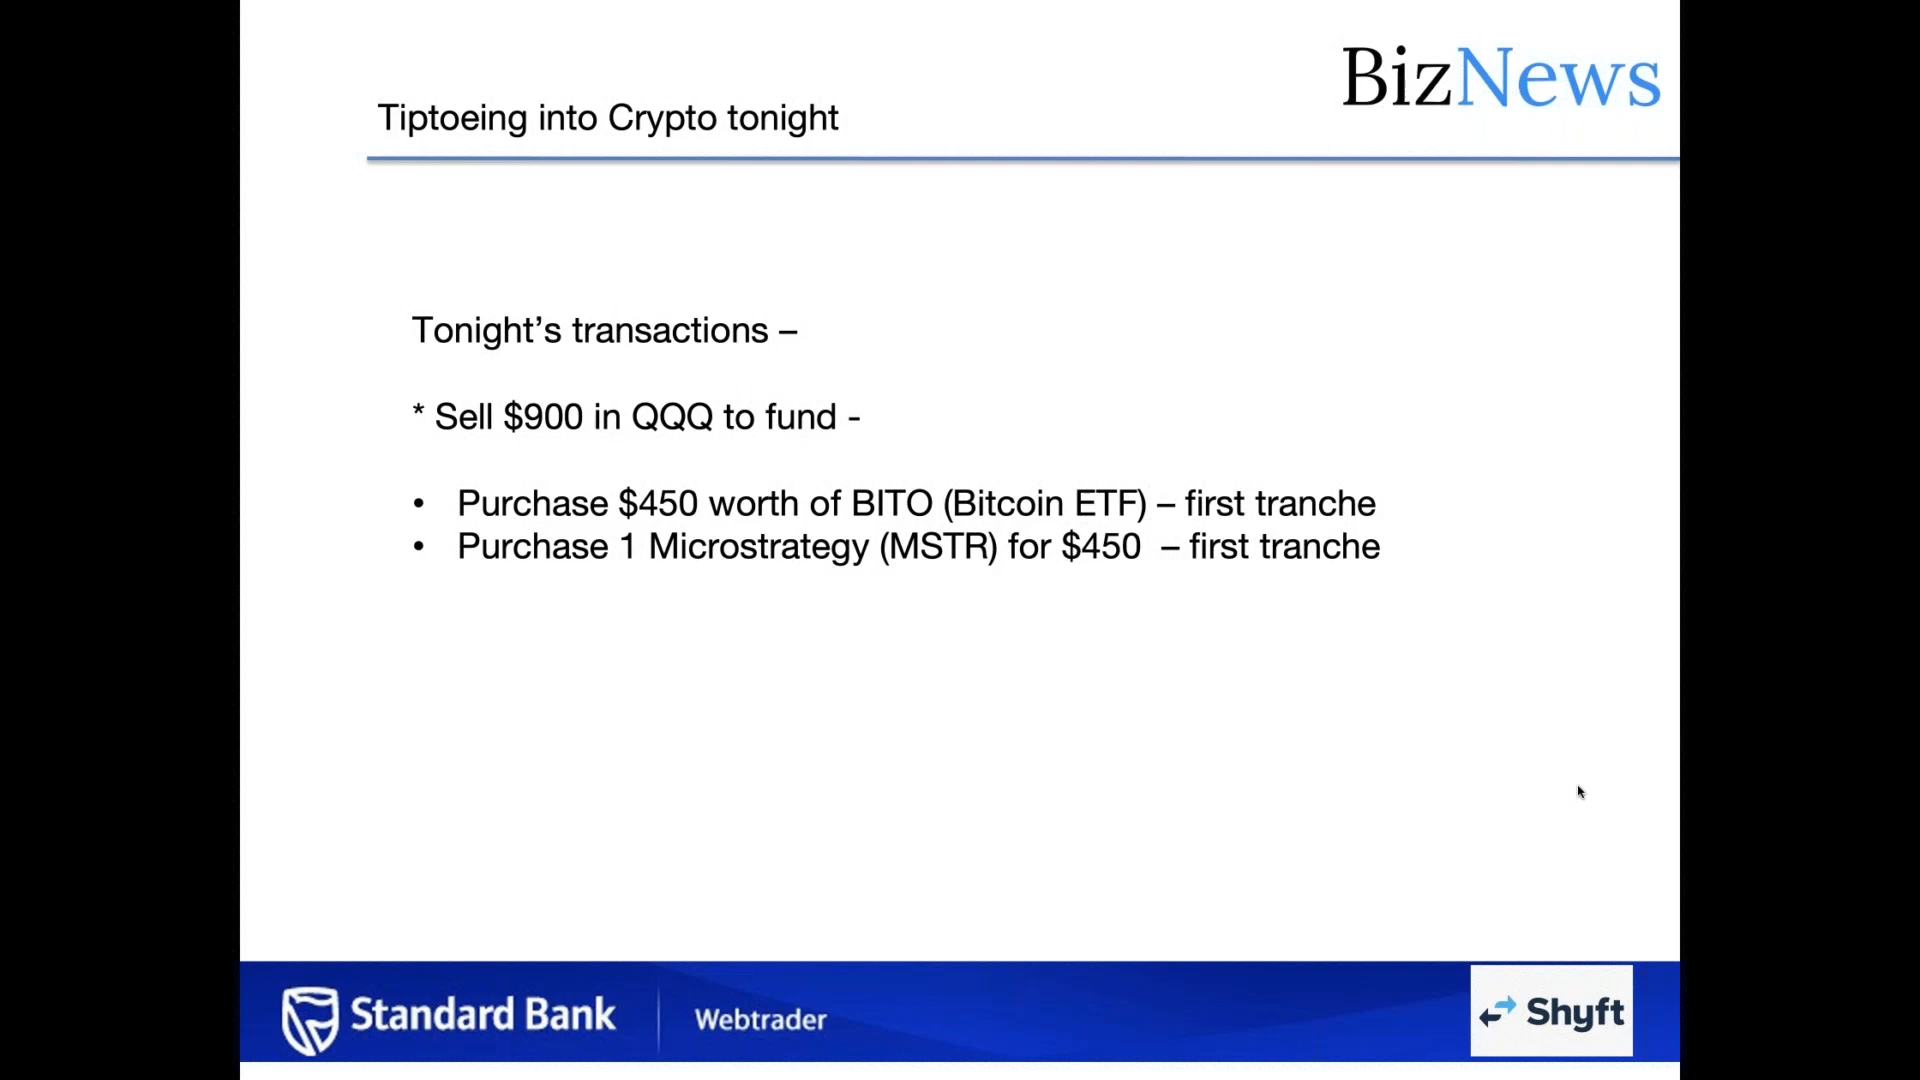 BizNews
Tiptoeing into Crypto tonight
Tonight’s transactions –
* Sell $900 in QQQ to fund -
• Purchase $450 worth of BITO (Bitcoin ETF) – first tranche
• Purchase 1 Microstrategy (MSTR) for $450 – first tranche
Standard Bank Webtrader Shyft